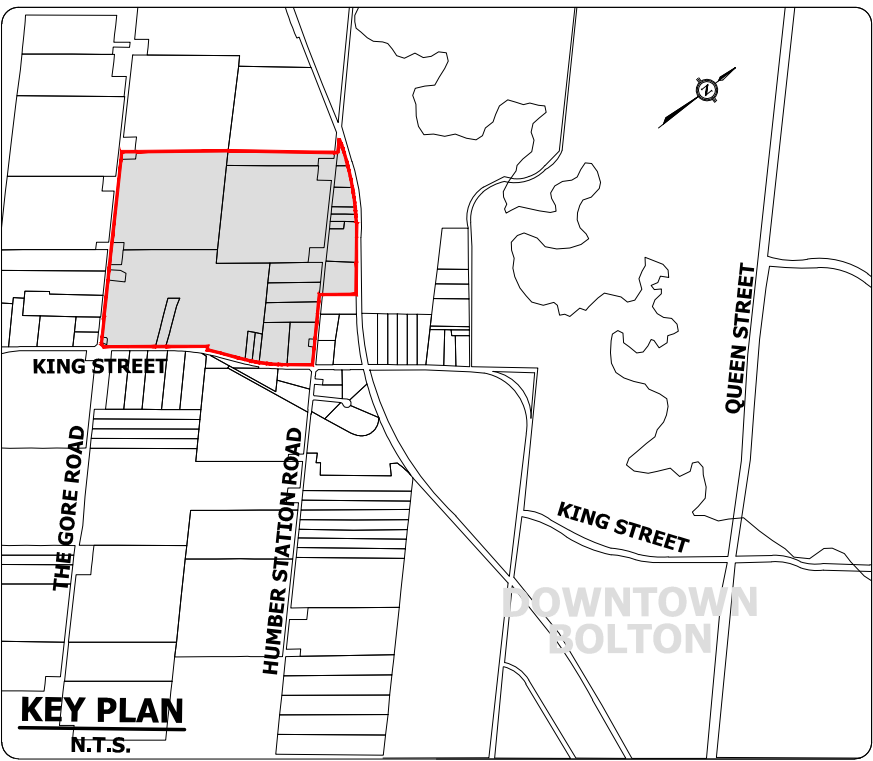 N
QUEEN STREET
KING STREET
THE GORE ROAD
HUMBER STATION ROAD
KING STREET
DOWNTOWN
BOLTON
KEY PLAN
N.T.S.